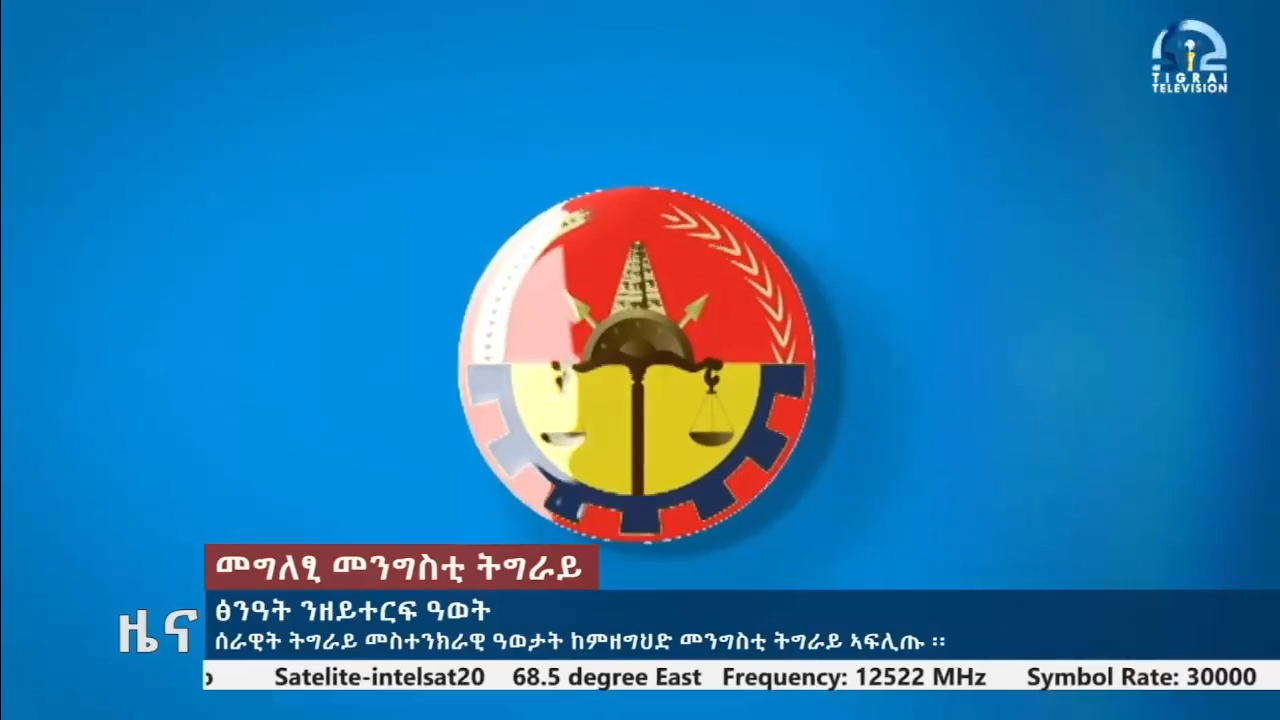 TIGRAI
TELEVISION
መግለፂ መንግስቲ ትግራይ
ዜና
ፅንዓት ንዘይተርፍ ዓወት
ሰራዊት ትግራይ መስተንክራዊ ዓወታት ከምዘግህድ መንግስቲ ትግራይ ኣፍሊጡ ።
Satelite-intelsat20 68.5 degree East Frequency: 12522 MHz Symbol Rate: 30000